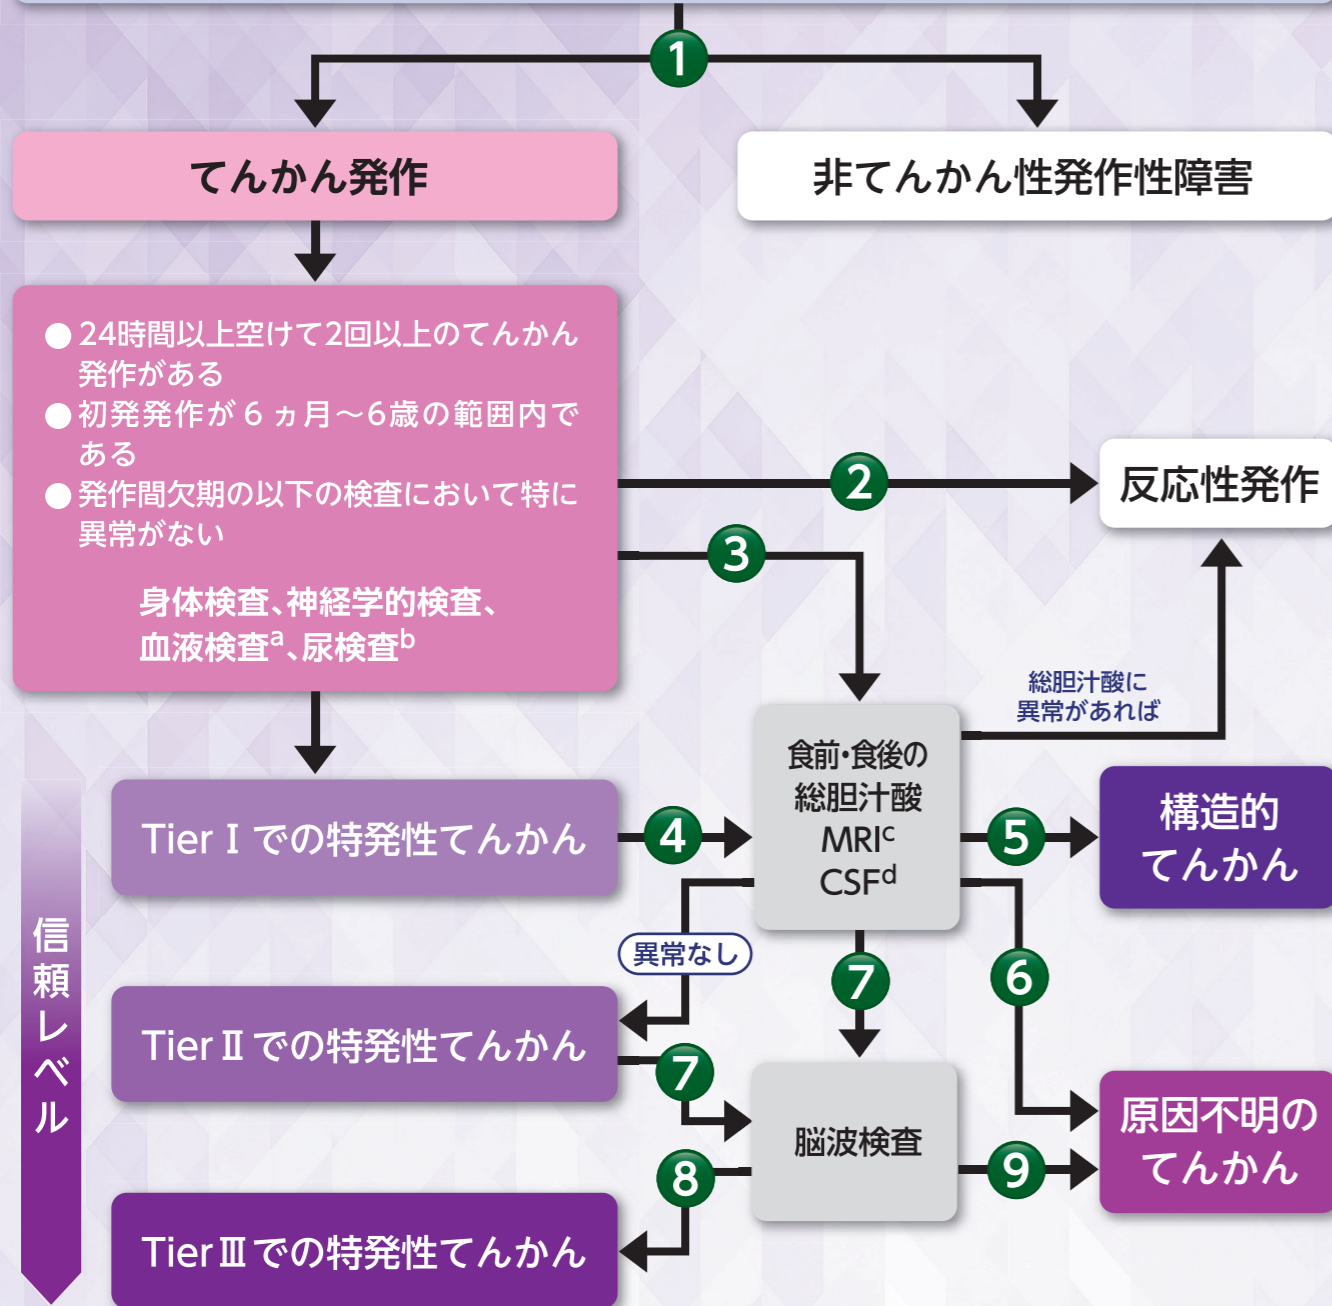 1
てんかん発作
非てんかん性発作性障害
● 24時間以上空けて2回以上のてんかん
発作がある
● 初発発作が6ヵ月〜6歳の範囲内で
ある
● 発作間欠期の以下の検査において特に
異常がない
身体検査、神経学的検査、
血液検査a、尿検査b
2
反応性発作
3
総胆汁酸に
異常があれば
食前・食後の
総胆汁酸
MRIc
CSFd
Tier Ⅰ での特発性てんかん
4
5
構造的
てんかん
信頼レベル
異常なし
7
6
Tier Ⅱ での特発性てんかん
7
脳波検査
原因不明の
てんかん
8
9
Tier Ⅲ での特発性てんかん